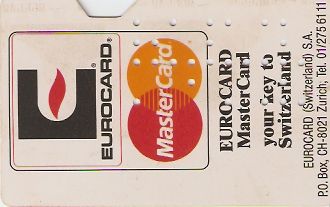 EUROCARD®
MasterCard
EUROCARD
MasterCard
your key to
Switzerland
EUROCARD (Switzerland) S.A.
P.O. Box, CH-8021 Zurich, Tel. 01/275 61 11